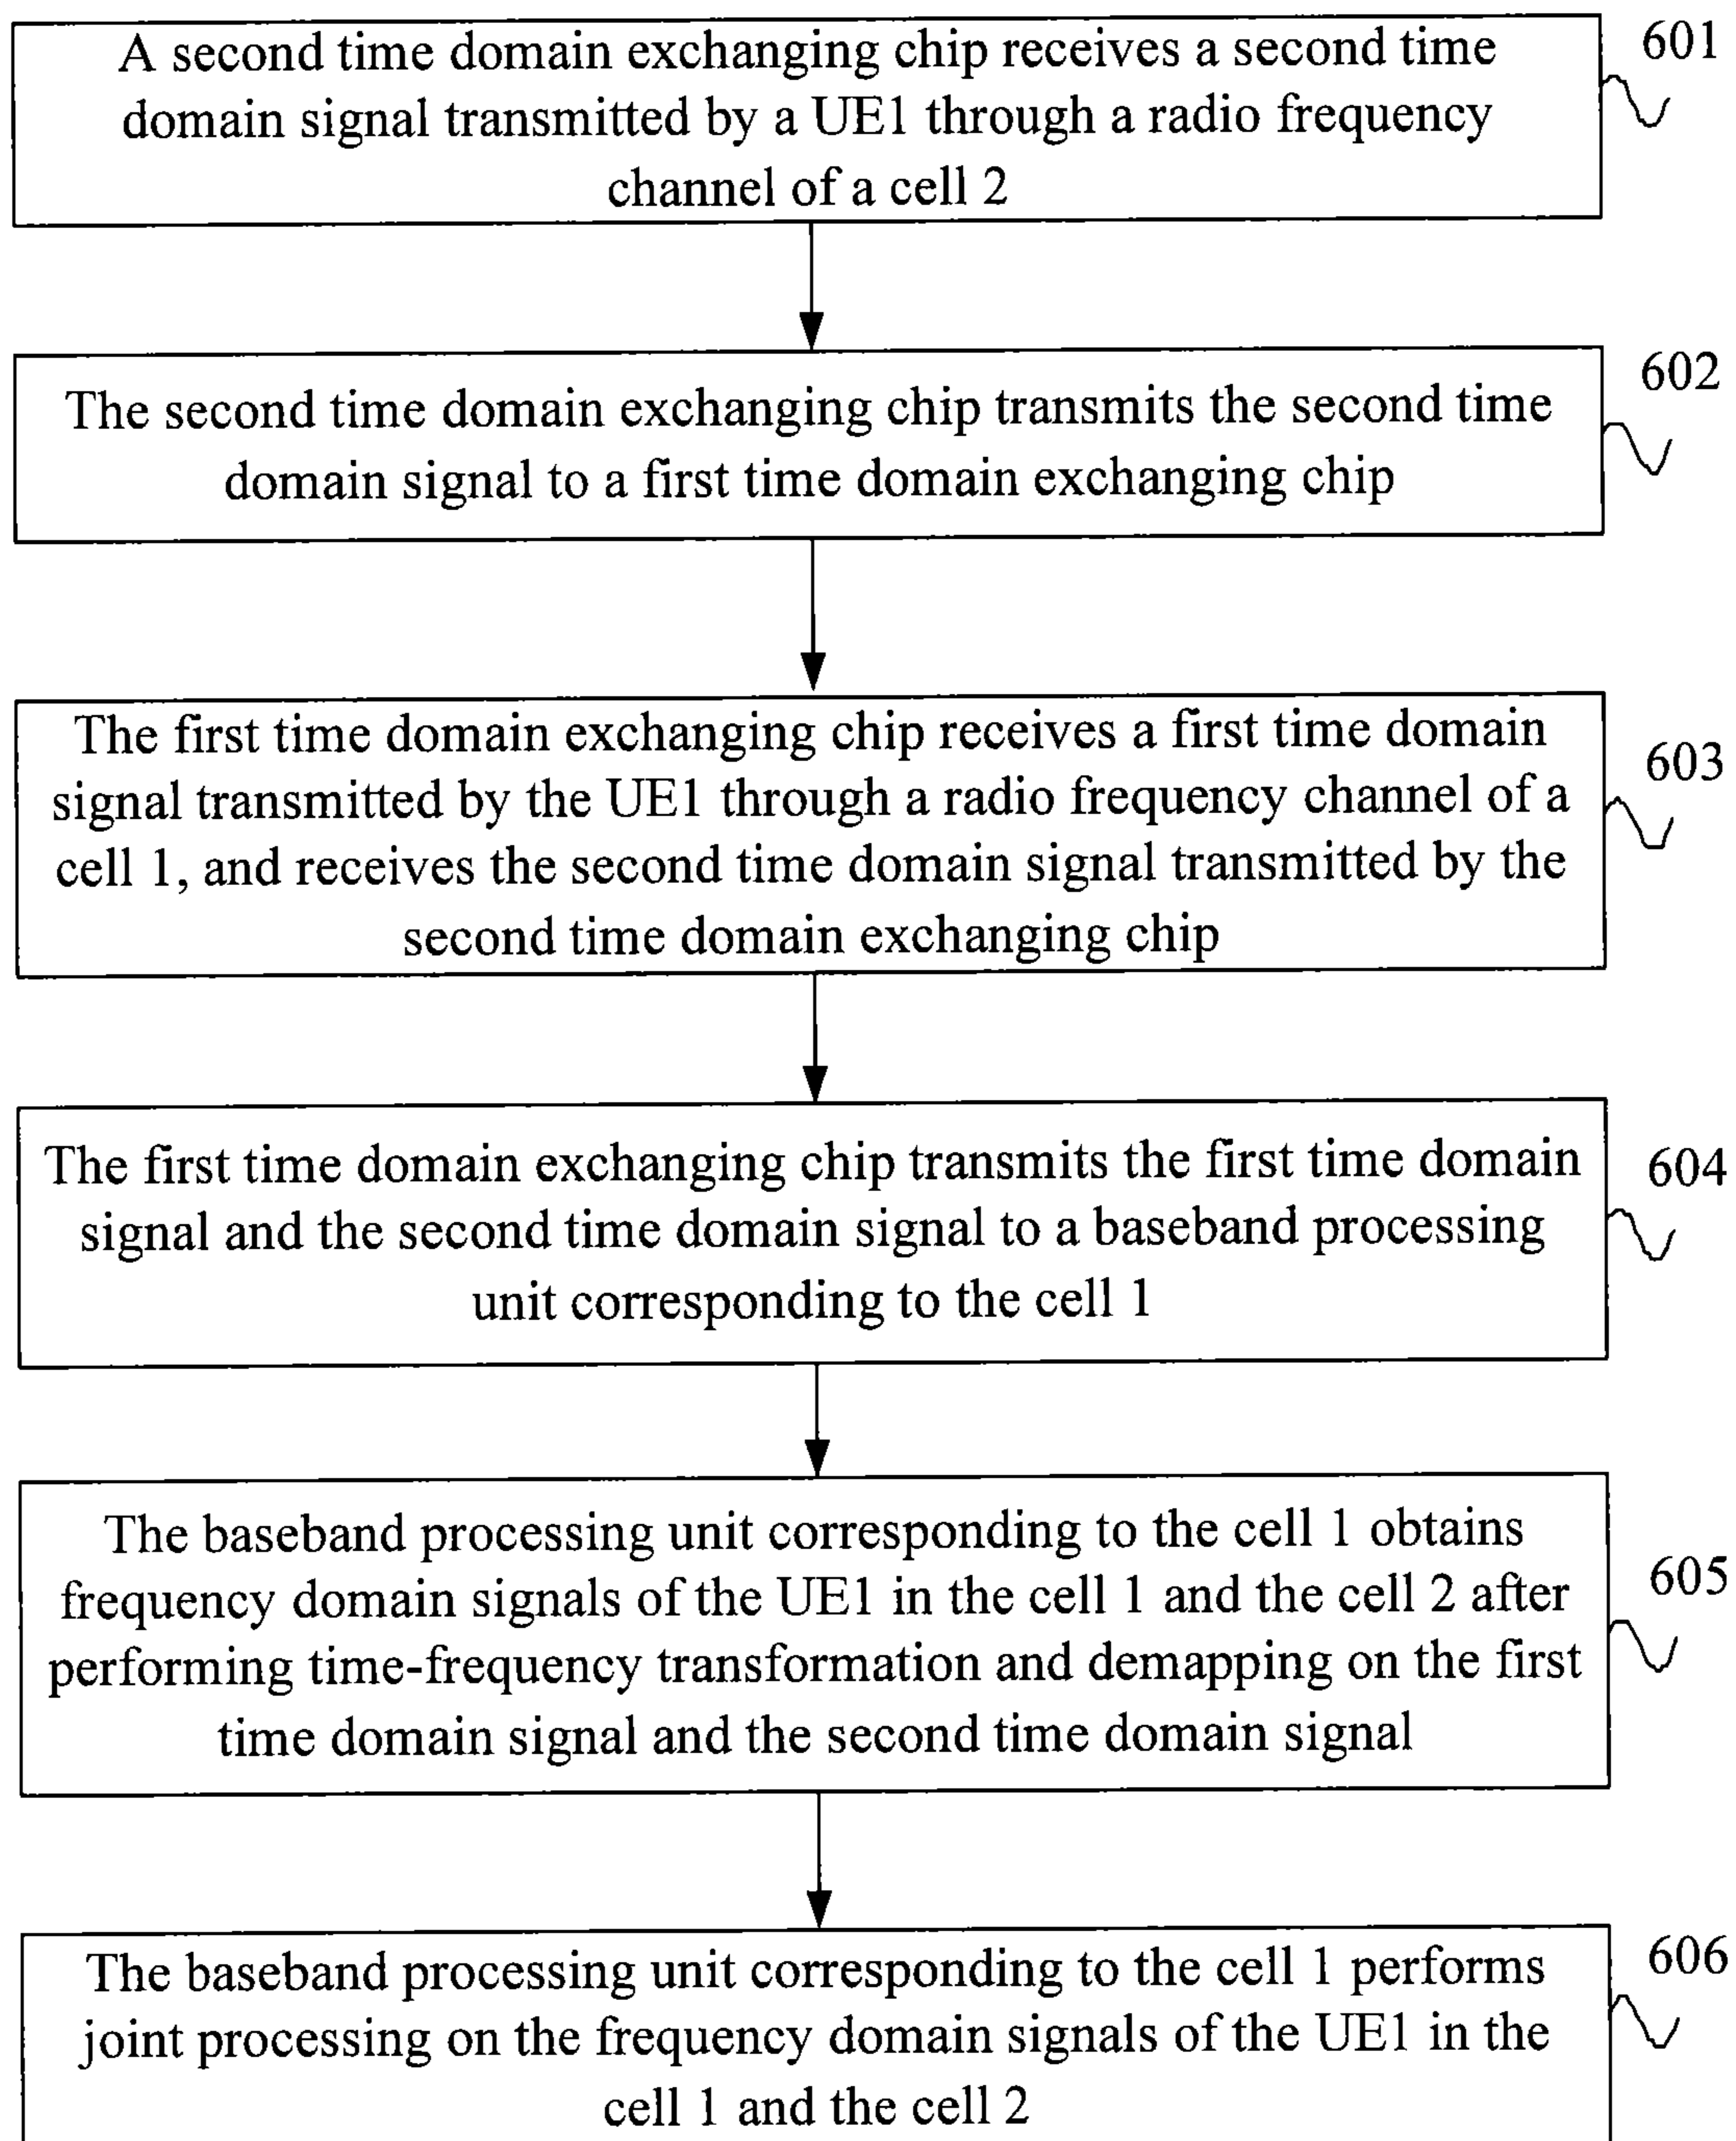 A second time domain exchanging chip receives a second time
domain signal transmitted by a UE1 through a radio frequency
channel of a cell 2
601
The second time domain exchanging chip transmits the second time
domain signal to a first time domain exchanging chip
602
The first time domain exchanging chip receives a first time domain
signal transmitted by the UE1 through a radio frequency channel of a
cell 1, and receives the second time domain signal transmitted by the
second time domain exchanging chip
603
The first time domain exchanging chip transmits the first time domain
signal and the second time domain signal to a baseband processing
unit corresponding to the cell 1
604
The baseband processing unit corresponding to the cell 1 obtains
frequency domain signals of the UE1 in the cell 1 and the cell 2 after
performing time-frequency transformation and demapping on the first
time domain signal and the second time domain signal
605
The baseband processing unit corresponding to the cell 1 performs
joint processing on the frequency domain signals of the UE1 in the
cell 1 and the cell 2
606